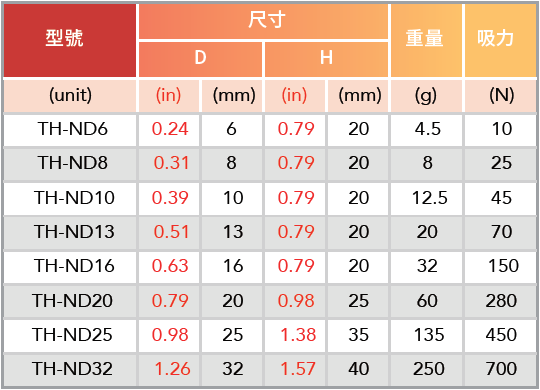 型號 尺寸 重量 吸力
D H
(unit) (in) (mm) (in) (mm) (g) (N)
TH-ND6 0.24 6 0.79 20 4.5 10
TH-ND8 0.31 8 0.79 20 8 25
TH-ND10 0.39 10 0.79 20 12.5 45
TH-ND13 0.51 13 0.79 20 20 70
TH-ND16 0.63 16 0.79 20 32 150
TH-ND20 0.79 20 0.98 25 60 280
TH-ND25 0.98 25 1.38 35 135 450
TH-ND32 1.26 32 1.57 40 250 700